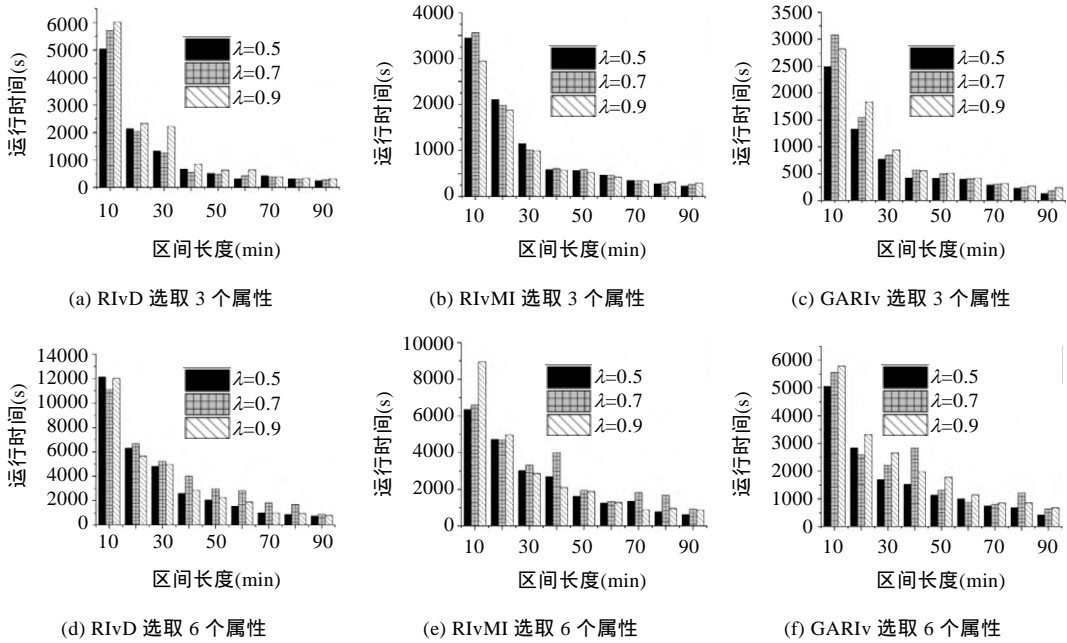 运行时间(s)
6000
5000
4000
3000
2000
1000
0
λ=0.5
λ=0.7
λ=0.9
10 30 50 70 90
区间长度(min)
(a) RIvD 选取 3 个属性
运行时间(s)
4000
3000
2000
1000
0
λ=0.5
λ=0.7
λ=0.9
10 30 50 70 90
区间长度(min)
(b) RIvMI 选取 3 个属性
运行时间(s)
3500
3000
2500
2000
1500
1000
500
0
λ=0.5
λ=0.7
λ=0.9
10 30 50 70 90
区间长度(min)
(c) GARIv 选取 3 个属性
运行时间(s)
14000
12000
10000
8000
6000
4000
2000
0
λ=0.5
λ=0.7
λ=0.9
10 30 50 70 90
区间长度(min)
(d) RIvD 选取 6 个属性
运行时间(s)
10000
8000
6000
4000
2000
0
λ=0.5
λ=0.7
λ=0.9
10 30 50 70 90
区间长度(min)
(e) RIvMI 选取 6 个属性
运行时间(s)
6000
5000
4000
3000
2000
1000
0
λ=0.5
λ=0.7
λ=0.9
10 30 50 70 90
区间长度(min)
(f) GARIv 选取 6 个属性